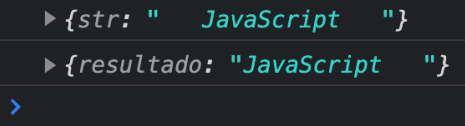 ▶ {str: "   JavaScript   "}
▶ {resultado: "JavaScript   "}
>